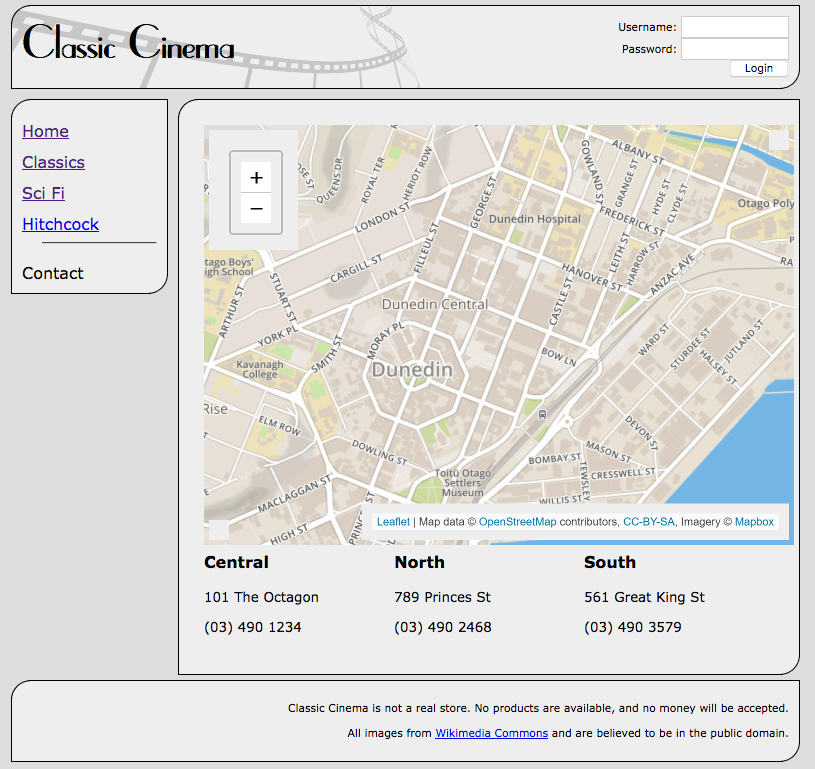 Classic Cinema
Username:
Password:
Login
Home
Classics
Sci Fi
Hitchcock
Contact
+
−
QUEENS DR
ROYAL TER
HERIOT ROW
LONDON ST
GEORGE ST
GOWLAND ST
ALBANY ST
GRANGE ST
HYDE ST
CLYDE ST
Otago Poly
Dunedin Hospital
FREDERICK ST
FILLEUL ST
LEITH ST
HARROW ST
ANZAC AVE
tago Boys'
igh School
CARGILL ST
HANOVER ST
STUART ST
ARTHUR ST
Dunedin Central
CASTLE ST
YORK PL
MORAY PL
SMITH ST
BOW LN
WARD ST
STURDEE ST
JUTLAND ST
HALSEY ST
Kavanagh
College
Dunedin
Rise
ELM ROW
DOWLING ST
DEVON ST
MASON ST
BOMBAY ST
TEWSLEY
CRESSWELL ST
Toitū Otago
Settlers
Museum
MACLAGGAN ST
WILLIS ST
HIGH ST
Leaflet | Map data © OpenStreetMap contributors, CC-BY-SA, Imagery © Mapbox
Central North South
101 The Octagon 789 Princes St 561 Great King St
(03) 490 1234 (03) 490 2468 (03) 490 3579
Classic Cinema is not a real store. No products are available, and no money will be accepted.
All images from Wikimedia Commons and are believed to be in the public domain.